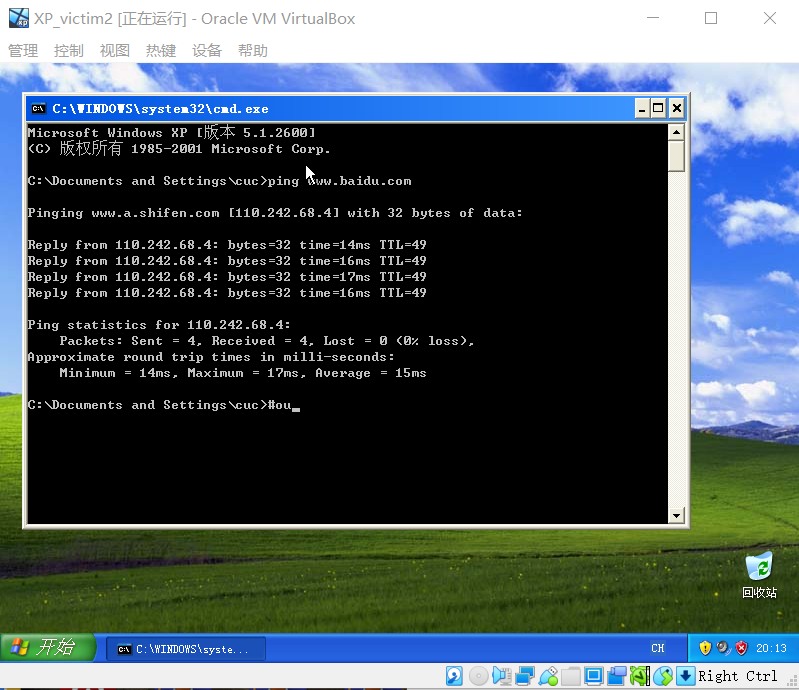 XP_victim2 [正在运行] - Oracle VM VirtualBox
管理 控制 视图 热键 设备 帮助
C:\WINDOWS\system32\cmd.exe
Microsoft Windows XP [版本 5.1.2600]
(C) 版权所有 1985-2001 Microsoft Corp.
C:\Documents and Settings\cuc>ping www.baidu.com
Pinging www.a.shifen.com [110.242.68.4] with 32 bytes of data:
Reply from 110.242.68.4: bytes=32 time=14ms TTL=49
Reply from 110.242.68.4: bytes=32 time=16ms TTL=49
Reply from 110.242.68.4: bytes=32 time=17ms TTL=49
Reply from 110.242.68.4: bytes=32 time=16ms TTL=49
Ping statistics for 110.242.68.4:
Packets: Sent = 4, Received = 4, Lost = 0 (0% loss),
Approximate round trip times in milli-seconds:
Minimum = 14ms, Maximum = 17ms, Average = 15ms
C:\Documents and Settings\cuc>#ou_
回收站
开始 C:\WINDOWS\syste... CH 20:13
Right Ctrl